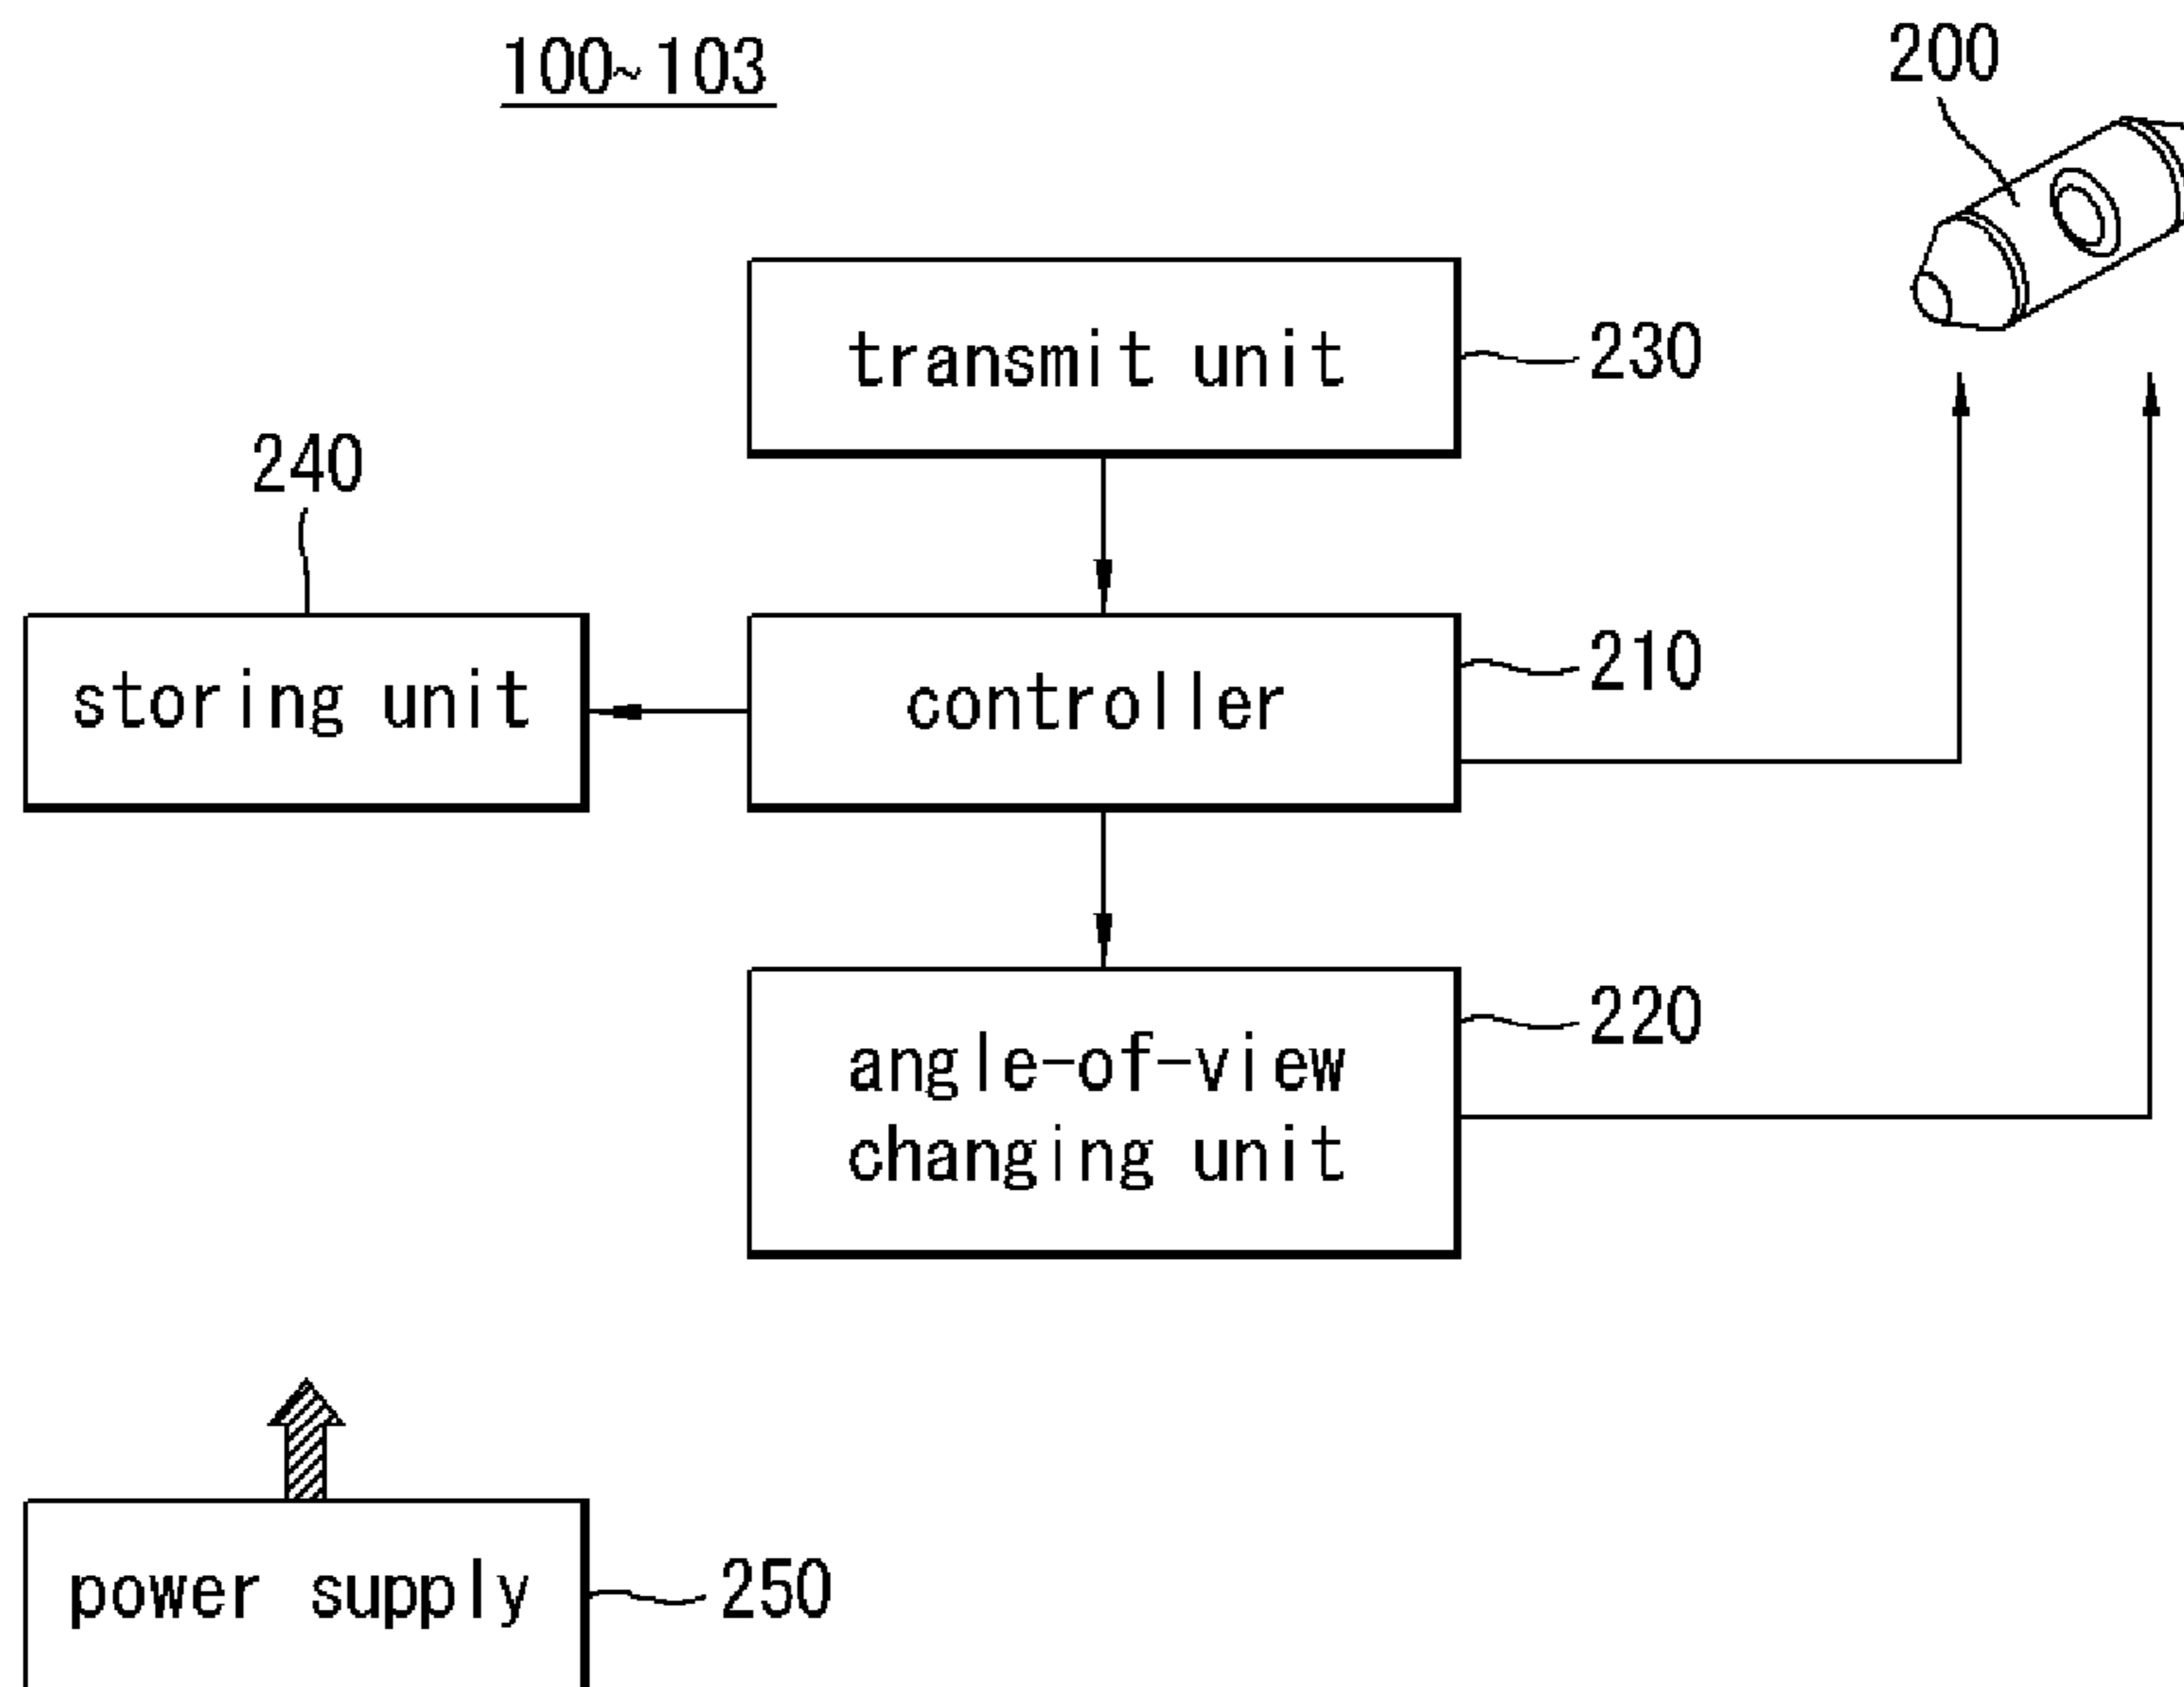 100~103
200
transmit unit
230
240
storing unit
controller
210
angle-of-view
changing unit
220
power supply
250